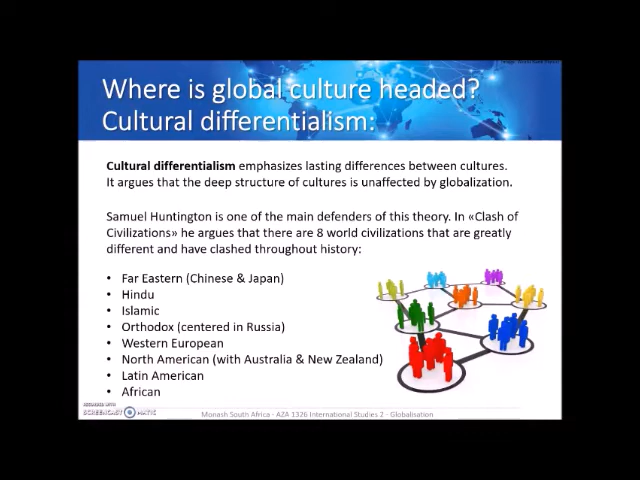 Where is global culture headed?
Cultural differentialism:
Cultural differentialism emphasizes lasting differences between cultures.
It argues that the deep structure of cultures is unaffected by globalization.
Samuel Huntington is one of the main defenders of this theory. In «Clash of
Civilizations» he argues that there are 8 world civilizations that are greatly
different and have clashed throughout history:
• Far Eastern (Chinese & Japan)
• Hindu
• Islamic
• Orthodox (centered in Russia)
• Western European
• North American (with Australia & New Zealand)
• Latin American
• African
RECORDED WITH
SCREENCAST MATIC
Monash South Africa - AZA 1326 International Studies 2 - Globalisation